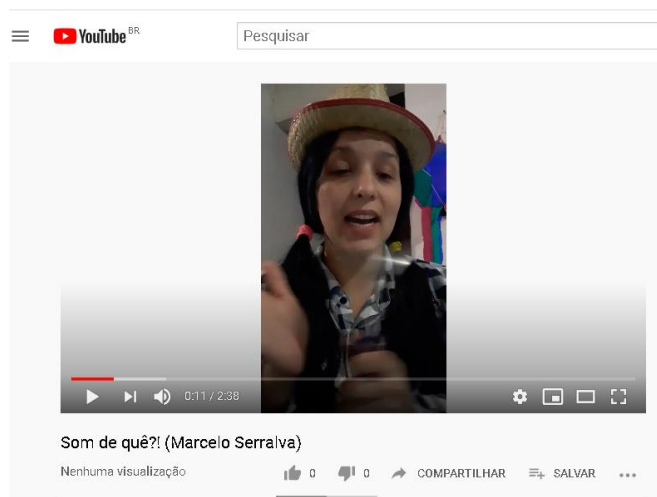 YouTube BR
Pesquisar
0:11 / 2:38
Som de quê?! (Marcelo Serralva)
Nenhuma visualização
0 0 COMPARTILHAR SALVAR